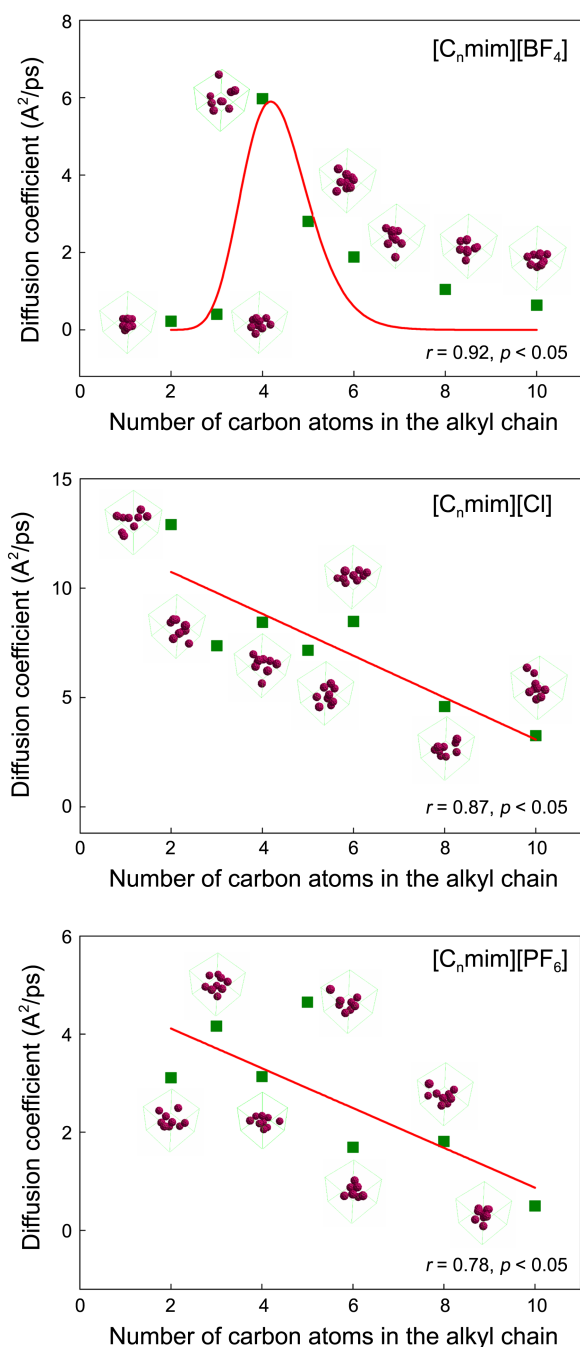 [Cnmim][BF4]
Diffusion coefficient (A²/ps)
8
6
4
2
0
r = 0.92, p < 0.05
0 2 4 6 8 10
Number of carbon atoms in the alkyl chain
[Cnmim][Cl]
Diffusion coefficient (A²/ps)
15
10
5
0
r = 0.87, p < 0.05
0 2 4 6 8 10
Number of carbon atoms in the alkyl chain
[Cnmim][PF6]
Diffusion coefficient (A²/ps)
6
4
2
0
r = 0.78, p < 0.05
0 2 4 6 8 10
Number of carbon atoms in the alkyl chain